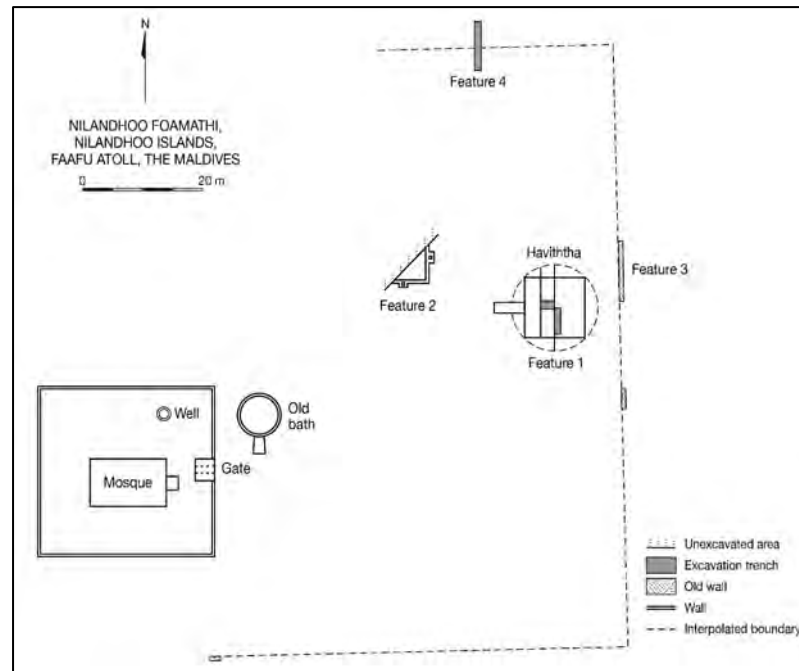 N
NILANDHOO FOAMATHI,
NILANDHOO ISLANDS,
FAAFU ATOLL, THE MALDIVES
0 20 m
Feature 4
Haviththa
Feature 3
Feature 2
Feature 1
Well
Old
bath
Gate
Mosque
Unexcavated area
Excavation trench
Old wall
Wall
Interpolated boundary